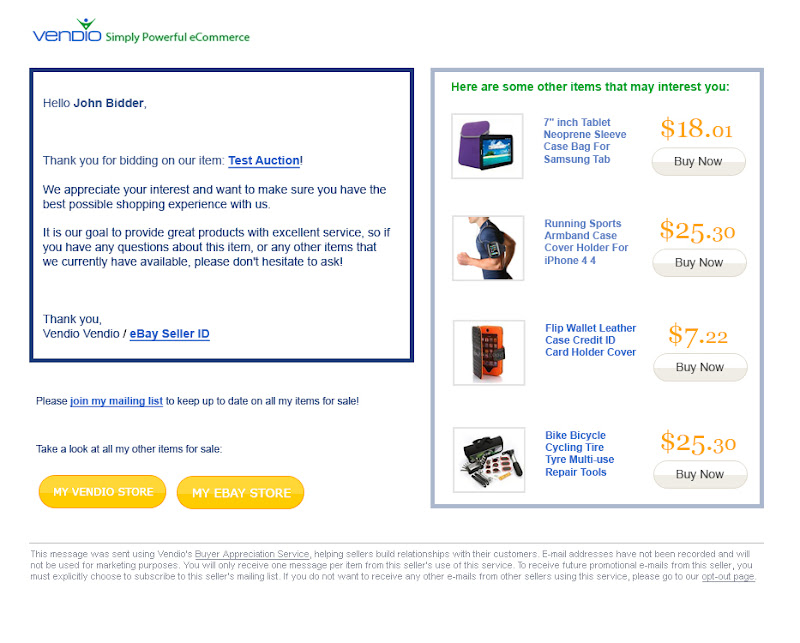 VENDIO Simply Powerful eCommerce
Hello John Bidder,
Thank you for bidding on our item: Test Auction!
We appreciate your interest and want to make sure you have the
best possible shopping experience with us.
It is our goal to provide great products with excellent service, so if
you have any questions about this item, or any other items that
we currently have available, please don't hesitate to ask!
Thank you,
Vendio Vendio / eBay Seller ID
Please join my mailing list to keep up to date on all my items for sale!
Take a look at all my other items for sale:
MY VENDIO STORE
MY EBAY STORE
Here are some other items that may interest you:
7" inch Tablet
Neoprene Sleeve
Case Bag For
Samsung Tab
$18.01
Buy Now
Running Sports
Armband Case
Cover Holder For
iPhone 4 4
$25.30
Buy Now
Flip Wallet Leather
Case Credit ID
Card Holder Cover
$7.22
Buy Now
Bike Bicycle
Cycling Tire
Tyre Multi-use
Repair Tools
$25.30
Buy Now
This message was sent using Vendio's Buyer Appreciation Service, helping sellers build relationships with their customers. E-mail addresses have not been recorded and will
not be used for marketing purposes. You will only receive one message per item from this seller's use of this service. To receive future promotional e-mails from this seller, you
must explicitly choose to subscribe to this seller's mailing list. If you do not want to receive any other e-mails from other sellers using this service, please go to our opt-out page.